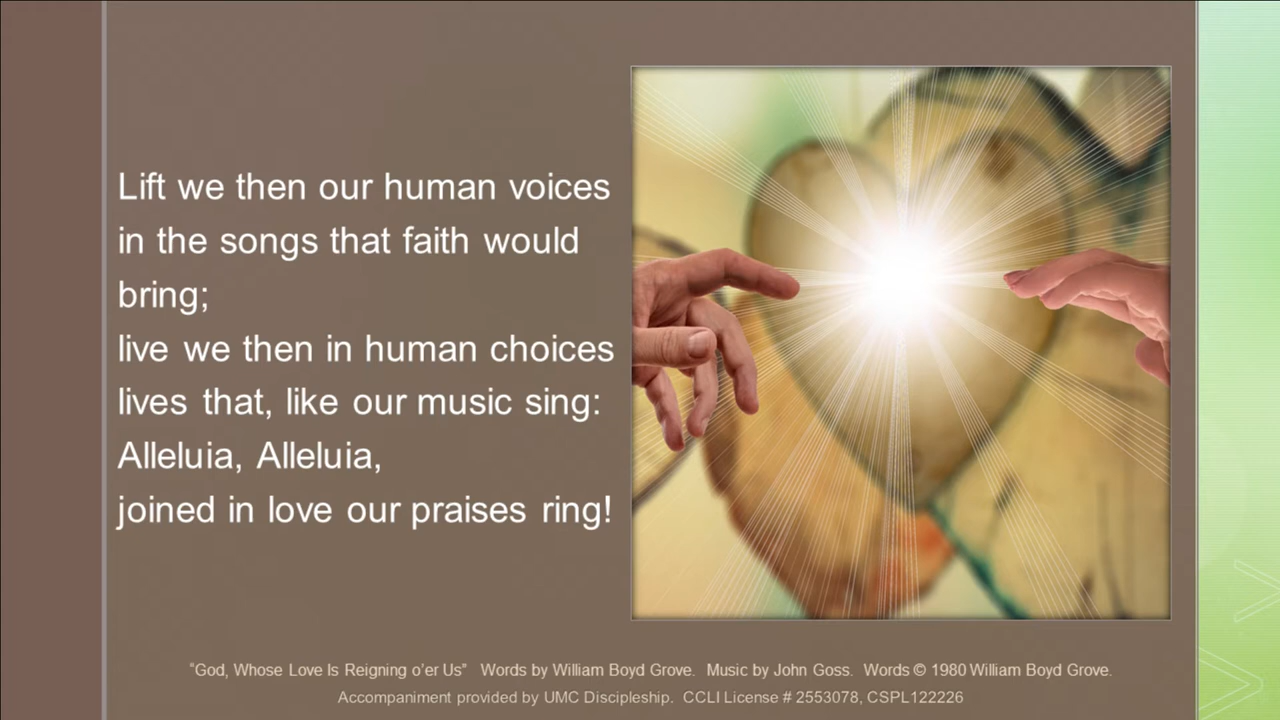 Lift we then our human voices
in the songs that faith would
bring;
live we then in human choices
lives that, like our music sing:
Alleluia, Alleluia,
joined in love our praises ring!
“God, Whose Love Is Reigning o’er Us” Words by William Boyd Grove. Music by John Goss. Words © 1980 William Boyd Grove.
Accompaniment provided by UMC Discipleship. CCLI License # 2553078, CSPL122226